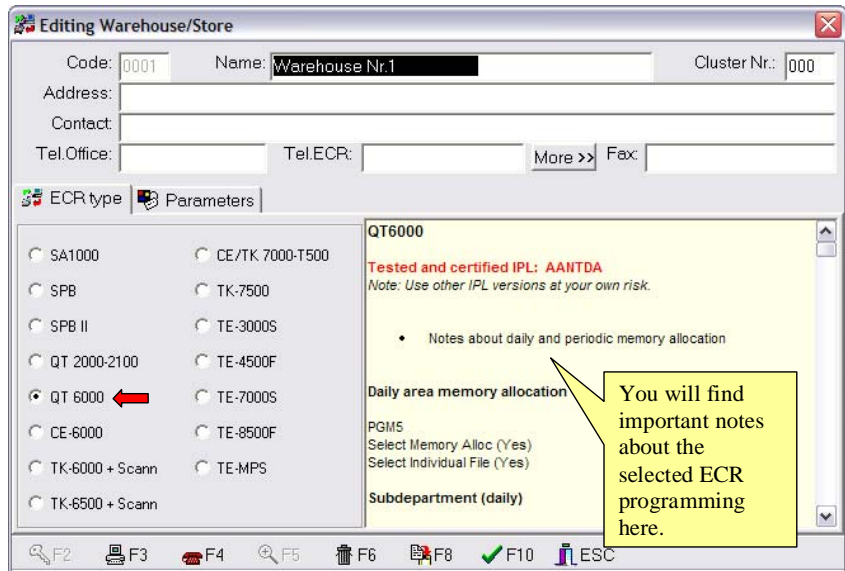 Editing Warehouse/Store
Code: 0001 Name: Warehouse Nr.1 Cluster Nr.: 000
Address:
Contact:
Tel.Office: Tel.ECR: More >> Fax:
ECR type Parameters
SA1000
SPB
SPB II
QT 2000-2100
QT 6000
CE-6000
TK-6000 + Scann
TK-6500 + Scann
CE/TK 7000-T500
TK-7500
TE-3000S
TE-4500F
TE-7000S
TE-8500F
TE-MPS
QT6000
Tested and certified IPL: AANTDA
Note: Use other IPL versions at your own risk.
• Notes about daily and periodic memory allocation
Daily area memory allocation
PGM5
Select Memory Alloc (Yes)
Select Individual File (Yes)
Subdepartment (daily)
You will find
important notes
about the
selected ECR
programming
here.
F2 F3 F4 F5 F6 F8 F10 ESC